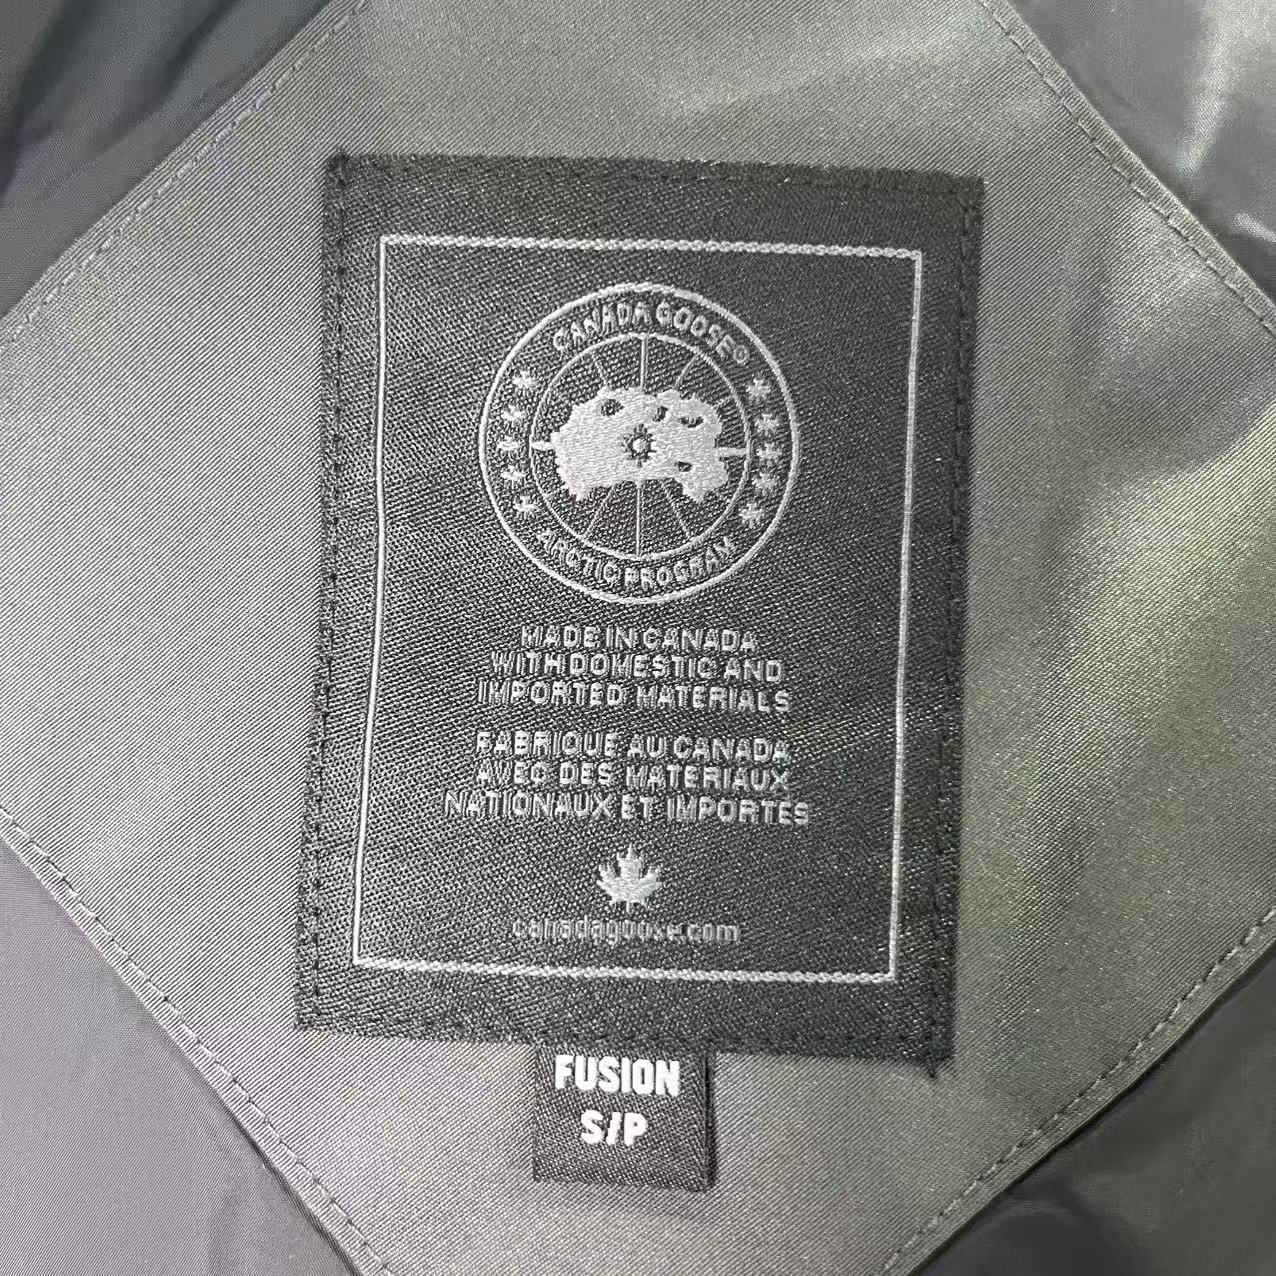 CANADA GOOSE®
ARCTIC PROGRAM
MADE IN CANADA
WITH DOMESTIC AND
IMPORTED MATERIALS
FABRIQUE AU CANADA
AVEC DES MATERIAUX
NATIONAUX ET IMPORTES
canadagoose.com
FUSION
S/P